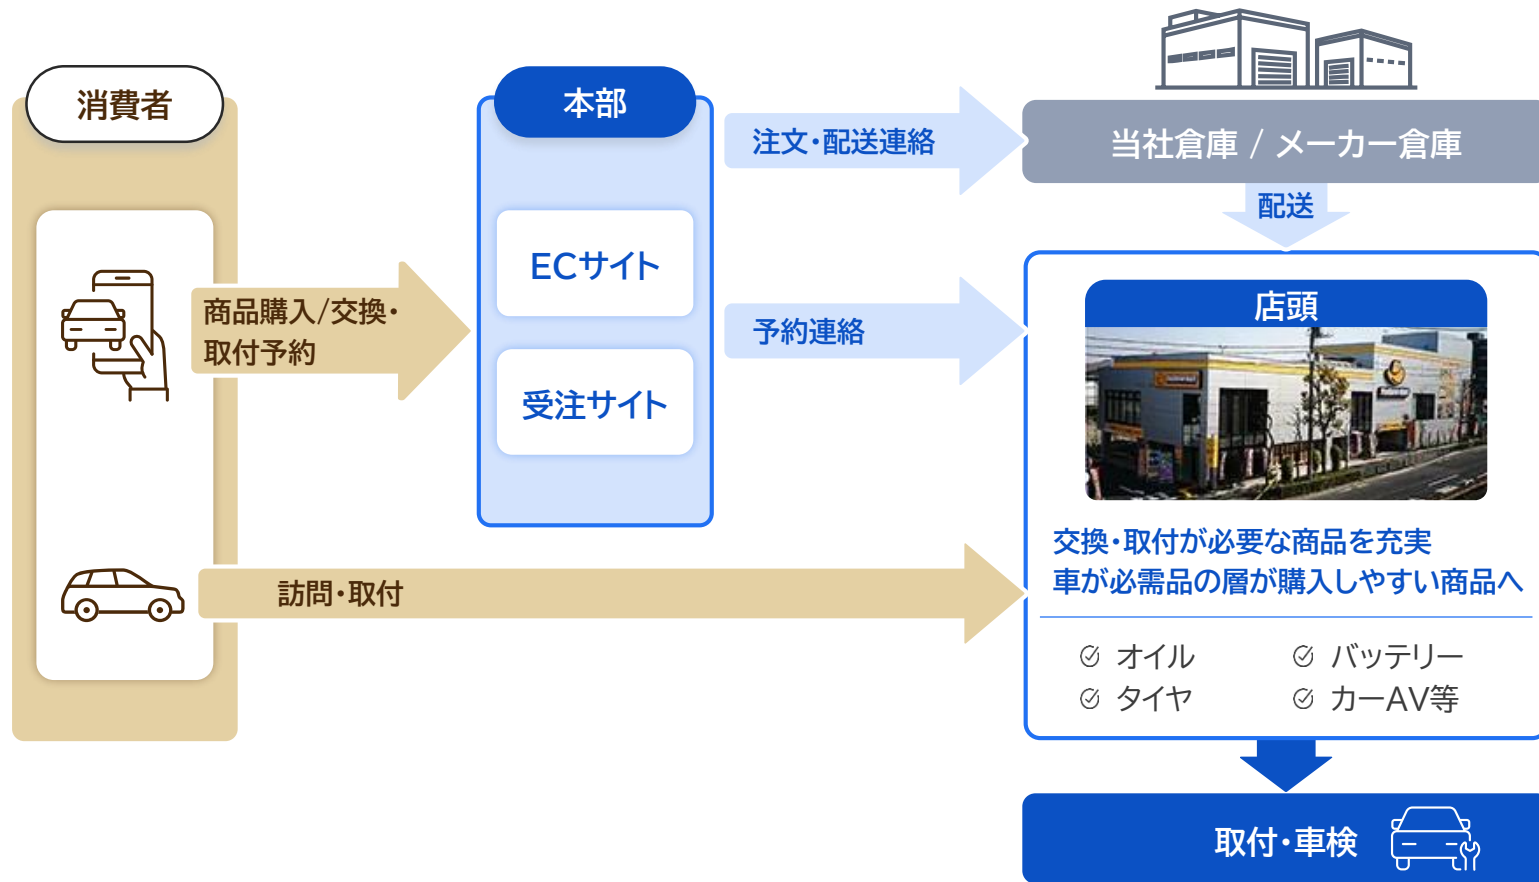 消費者
本部
注文・配送連絡
当社倉庫 / メーカー倉庫
配送
ECサイト
受注サイト
商品購入/交換・
取付予約
予約連絡
店頭
訪問・取付
交換・取付が必要な商品を充実
車が必需品の層が購入しやすい商品へ
オイル
バッテリー
タイヤ
カーAV等
取付・車検